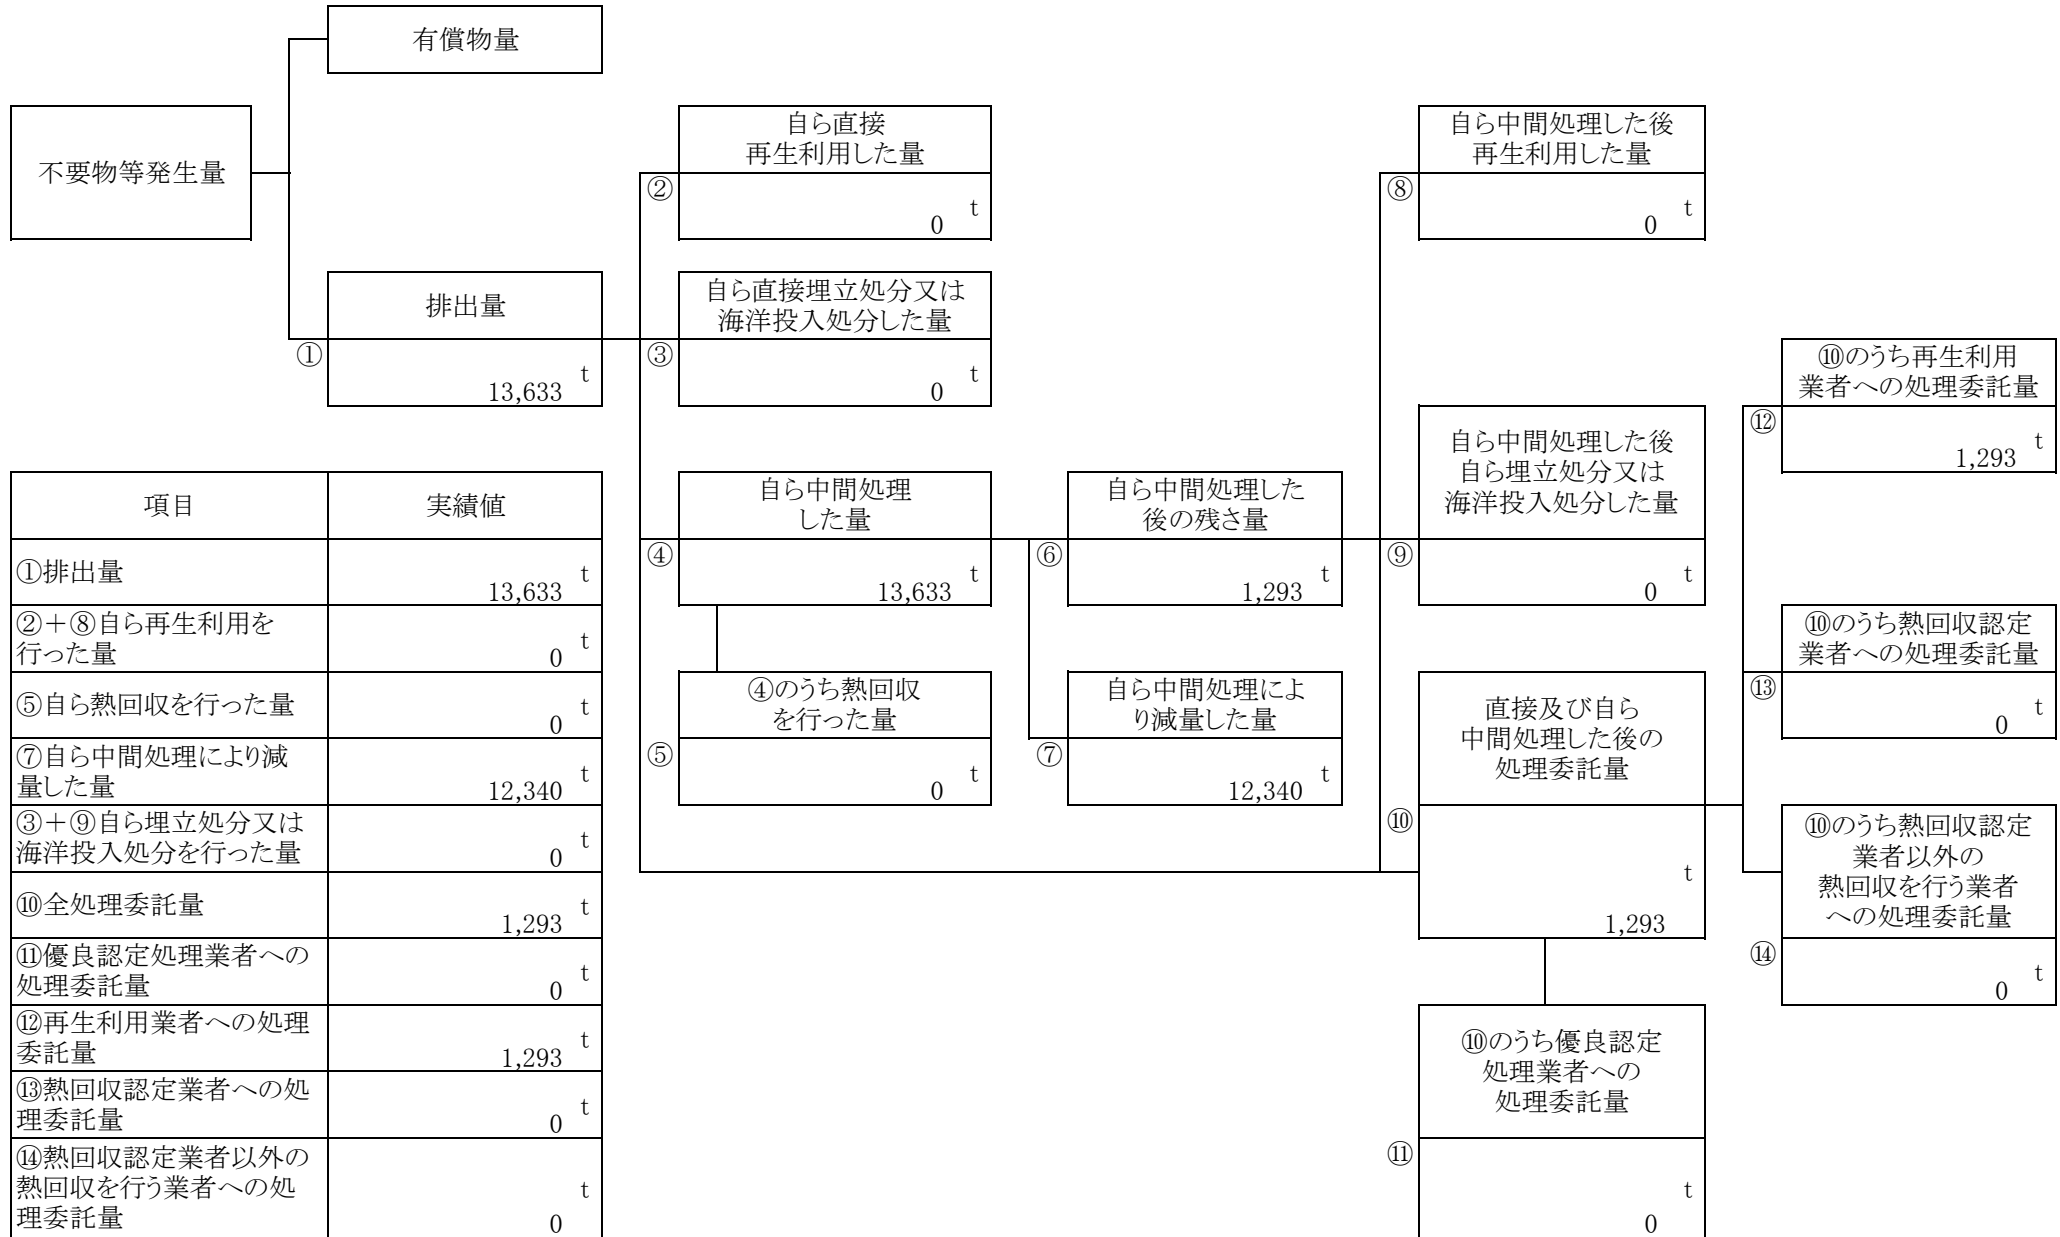 有償物量
不要物等発生量
自ら直接
再生利用した量
②
t
0
自ら中間処理した後
再生利用した量
⑧
t
0
排出量
①
t
13,633
自ら直接埋立処分又は
海洋投入処分した量
③
t
0
⑩のうち再生利用
業者への処理委託量
⑫
t
1,293
自ら中間処理
した量
④
t
13,633
自ら中間処理した
後の残さ量
⑥
t
1,293
自ら中間処理した後
自ら埋立処分又は
海洋投入処分した量
⑨
t
0
⑩のうち熱回収認定
業者への処理委託量
⑬
t
0
④のうち熱回収
を行った量
⑤
t
0
自ら中間処理によ
り減量した量
⑦
t
12,340
直接及び自ら
中間処理した後の
処理委託量
⑩
t
1,293
⑩のうち熱回収認定
業者以外の
熱回収を行う業者
への処理委託量
⑭
t
0
⑩のうち優良認定
処理業者への
処理委託量
⑪
t
0
項目 実績値
①排出量 t
13,633
②＋⑧自ら再生利用を
行った量 t
0
⑤自ら熱回収を行った量 t
0
⑦自ら中間処理により減
量した量 t
12,340
③＋⑨自ら埋立処分又は
海洋投入処分を行った量 t
0
⑩全処理委託量 t
1,293
⑪優良認定処理業者への
処理委託量 t
0
⑫再生利用業者への処理
委託量 t
1,293
⑬熱回収認定業者への処
理委託量 t
0
⑭熱回収認定業者以外の
熱回収を行う業者への処
理委託量 t
0